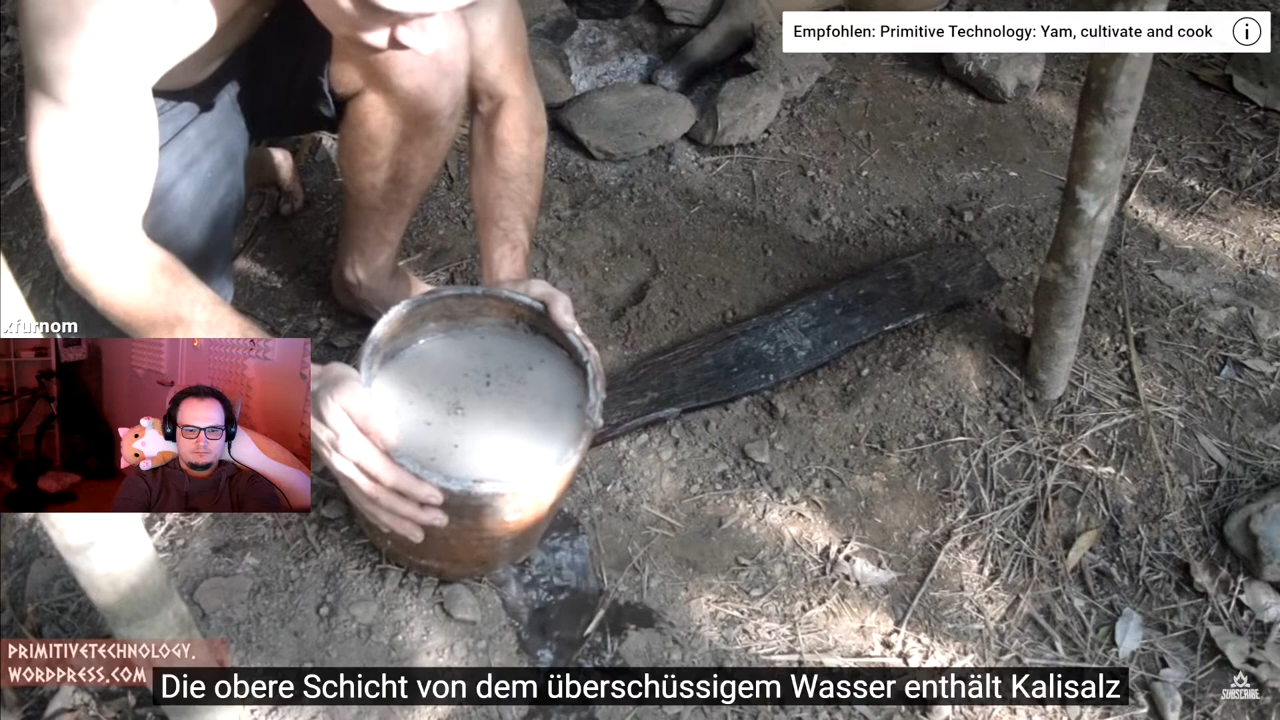 Empfohlen: Primitive Technology: Yam, cultivate and cook
xfurnom
PRIMITIVETECHNOLOGY.
WORDPRESS.COM
Die obere Schicht von dem überschüssigem Wasser enthält Kalisalz
SUBSCRIBE